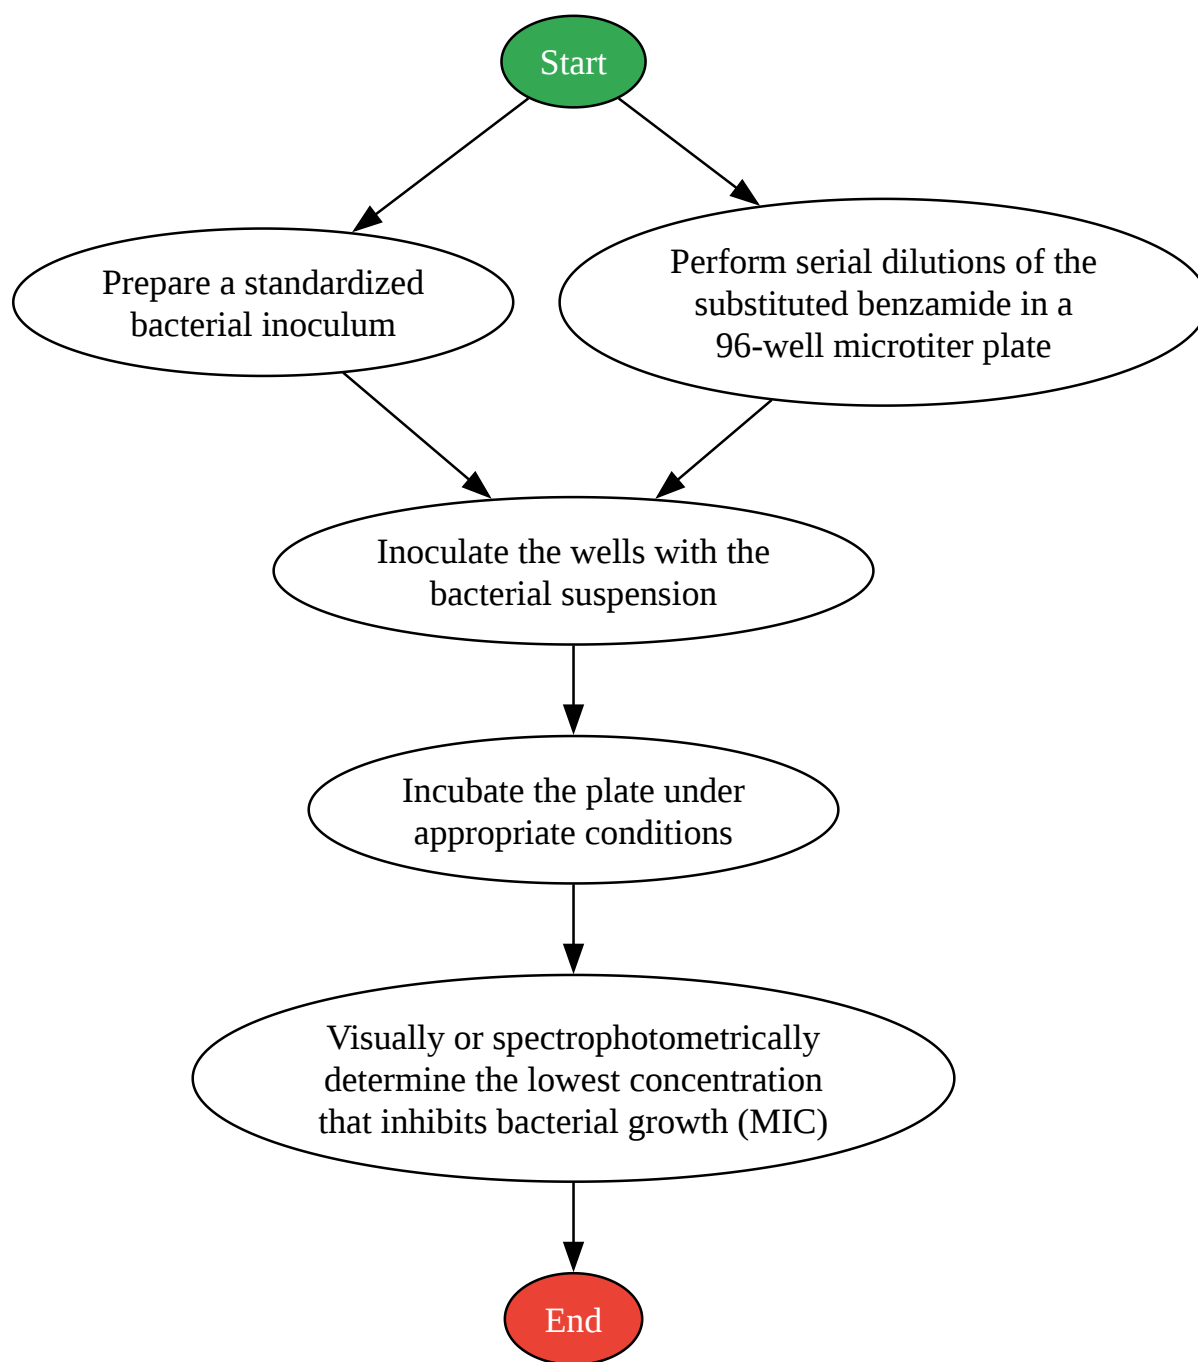 Start
Prepare a standardized
bacterial inoculum
Perform serial dilutions of the
substituted benzamide in a
96-well microtiter plate
Inoculate the wells with the
bacterial suspension
Incubate the plate under
appropriate conditions
Visually or spectrophotometrically
determine the lowest concentration
that inhibits bacterial growth (MIC)
End